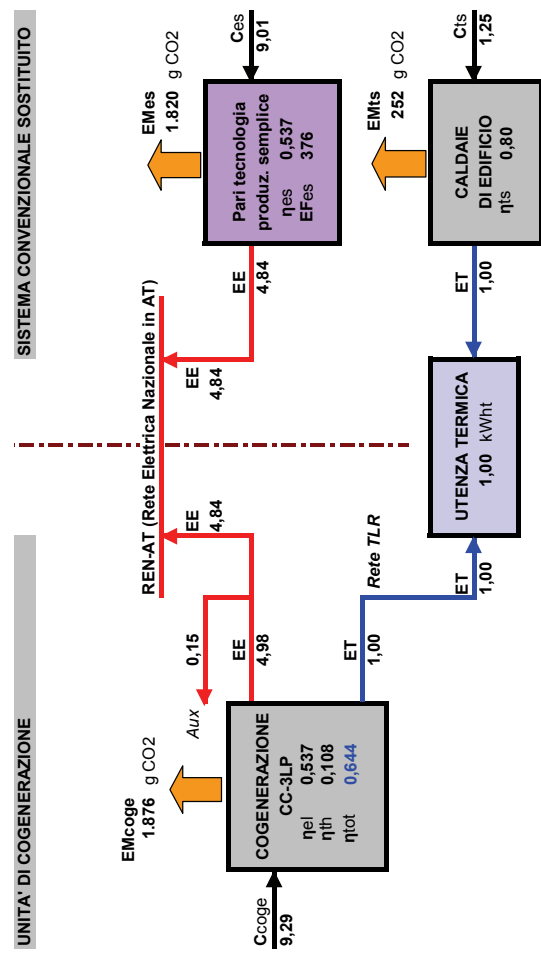 UNITA' DI COGENERAZIONE
SISTEMA CONVENZIONALE SOSTITUITO
EMcoge
1.876 g CO2
Ccoge
9,29
COGENERAZIONE
CC-3LP
ηel 0,537
ηth 0,108
ηtot 0,644
Aux
0,15
EE
4,98
EE
4,84
REN-AT (Rete Elettrica Nazionale in AT)
EE
4,84
EE
4,84
EMes
1.820 g CO2
Pari tecnologia
produz. semplice
ηes 0,537
EFes 376
Ces
9,01
ET
1,00
Rete TLR
ET
1,00
UTENZA TERMICA
1,00 kWht
ET
1,00
EMts
252 g CO2
CALDAIE
DI EDIFICIO
ηts 0,80
Cts
1,25